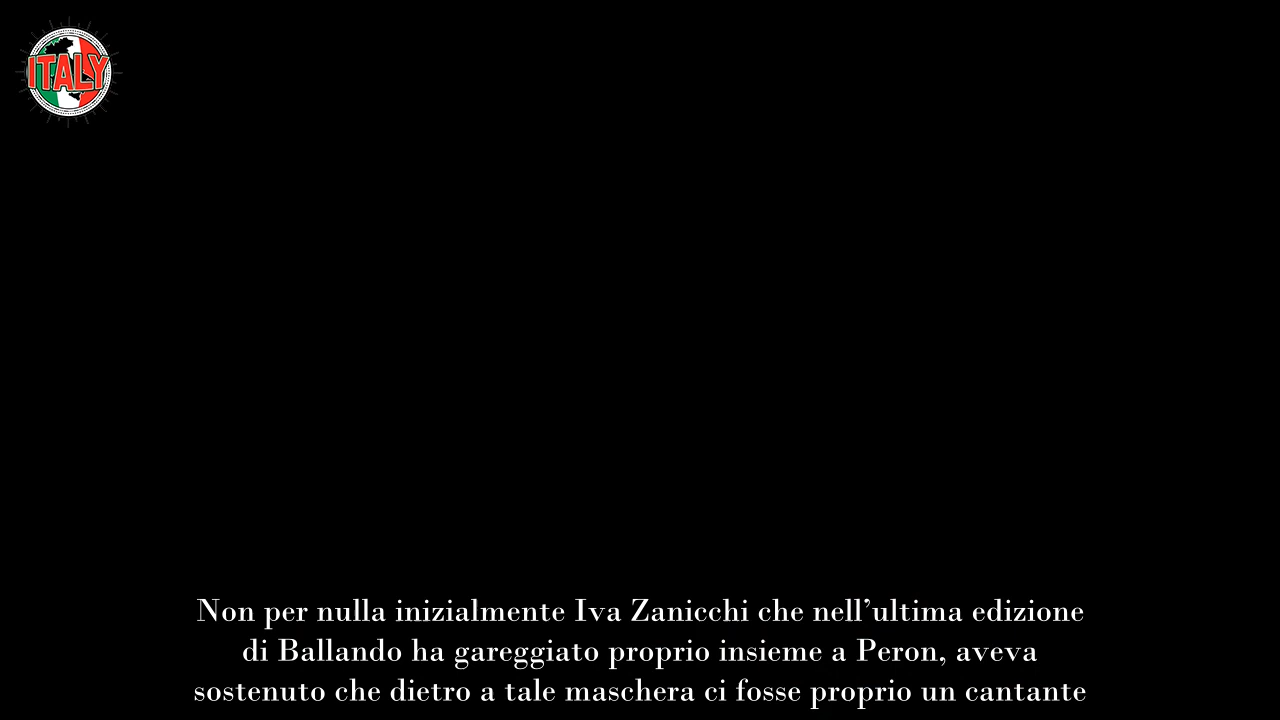 ITALY
Non per nulla inizialmente Iva Zanicchi che nell’ultima edizione
di Ballando ha gareggiato proprio insieme a Peron, aveva
sostenuto che dietro a tale maschera ci fosse proprio un cantante